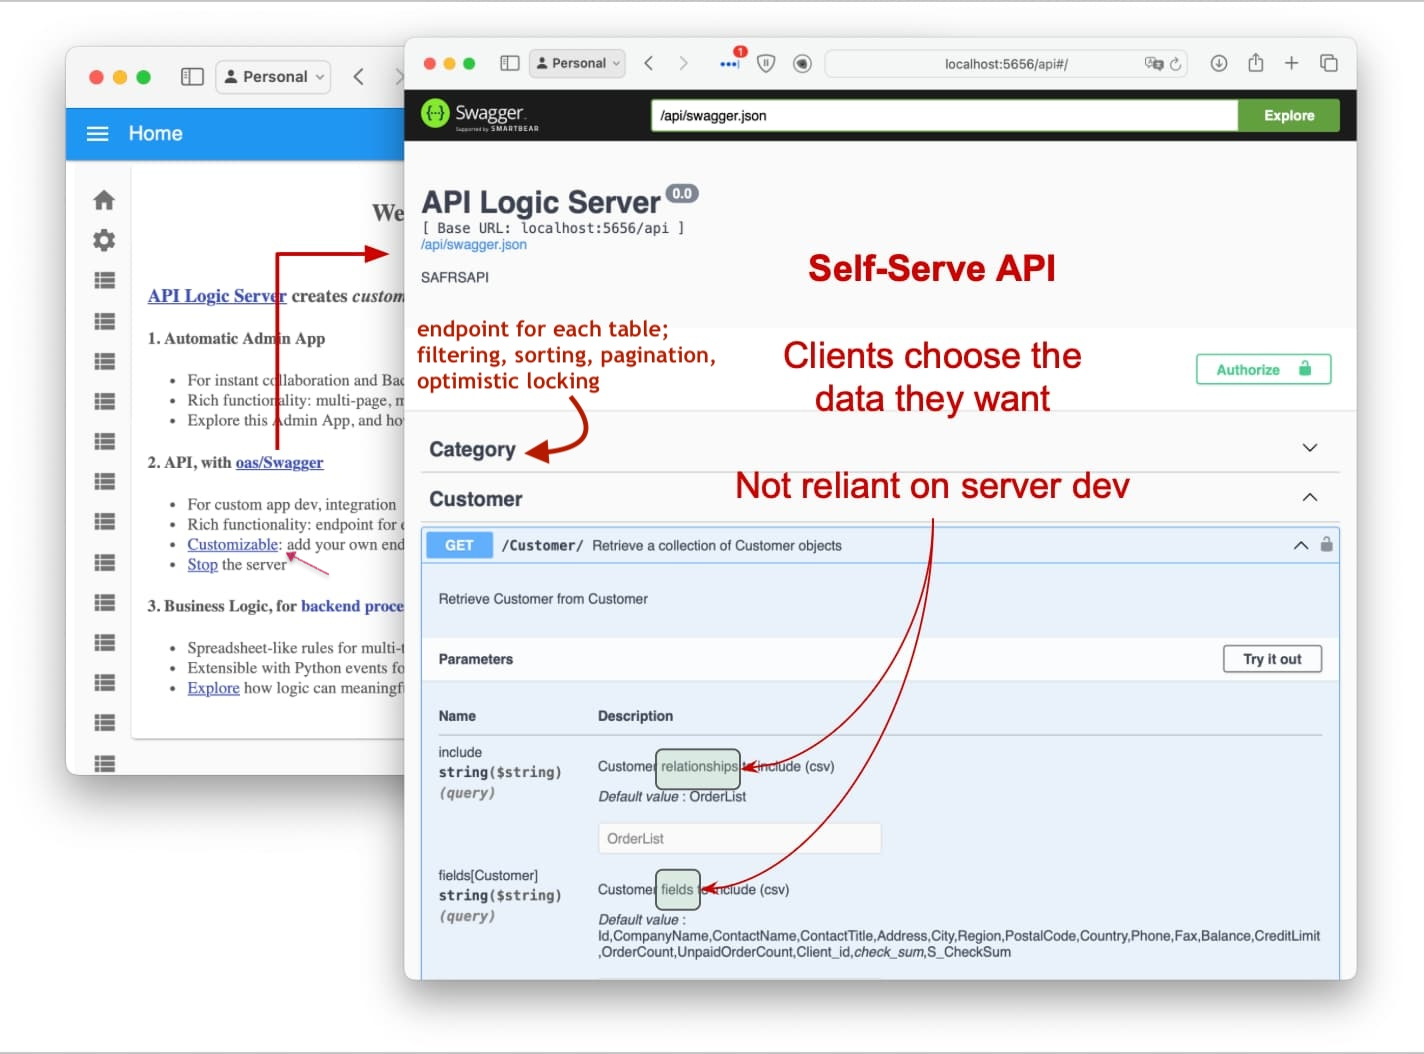 Personal
Home
We
API Logic Server creates custom
1. Automatic Admin App
• For instant collaboration and Bac
• Rich functionality: multi-page, m
• Explore this Admin App, and ho
2. API, with oas/Swagger
• For custom app dev, integration
• Rich functionality: endpoint for e
• Customizable: add your own end
• Stop the server
3. Business Logic, for backend proce
• Spreadsheet-like rules for multi-t
• Extensible with Python events fo
• Explore how logic can meaningf
Personal
1
localhost:5656/api#/
Swagger.
Supported by SMARTBEAR
/api/swagger.json
Explore
API Logic Server 0.0
[ Base URL: localhost:5656/api ]
/api/swagger.json
SAFRSAPI
Self-Serve API
endpoint for each table;
filtering, sorting, pagination,
optimistic locking
Clients choose the
data they want
Authorize
Category
Not reliant on server dev
Customer
GET /Customer/ Retrieve a collection of Customer objects
Retrieve Customer from Customer
Parameters
Try it out
Name Description
include
string($string)
(query)
Customer relationships to include (csv)
Default value : OrderList
OrderList
fields[Customer]
string($string)
(query)
Customer fields to include (csv)
Default value :
Id,CompanyName,ContactName,ContactTitle,Address,City,Region,PostalCode,Country,Phone,Fax,Balance,CreditLimit
,OrderCount,UnpaidOrderCount,Client_id,check_sum,S_CheckSum